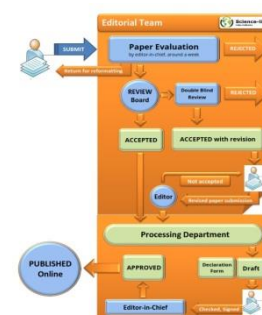 Editorial Team
Science-G
SUBMIT
Paper Evaluation
by editor-in-chief, around a week
REJECTED
Return for reformatting
REVIEW
Board
Double Blind
Review
REJECTED
ACCEPTED
ACCEPTED with revision
Not accepted
Editor
Revised paper submission
Processing Department
PUBLISHED
Online
APPROVED
Declaration
Form
Draft
Editor-in-Chief
Checked, Signed